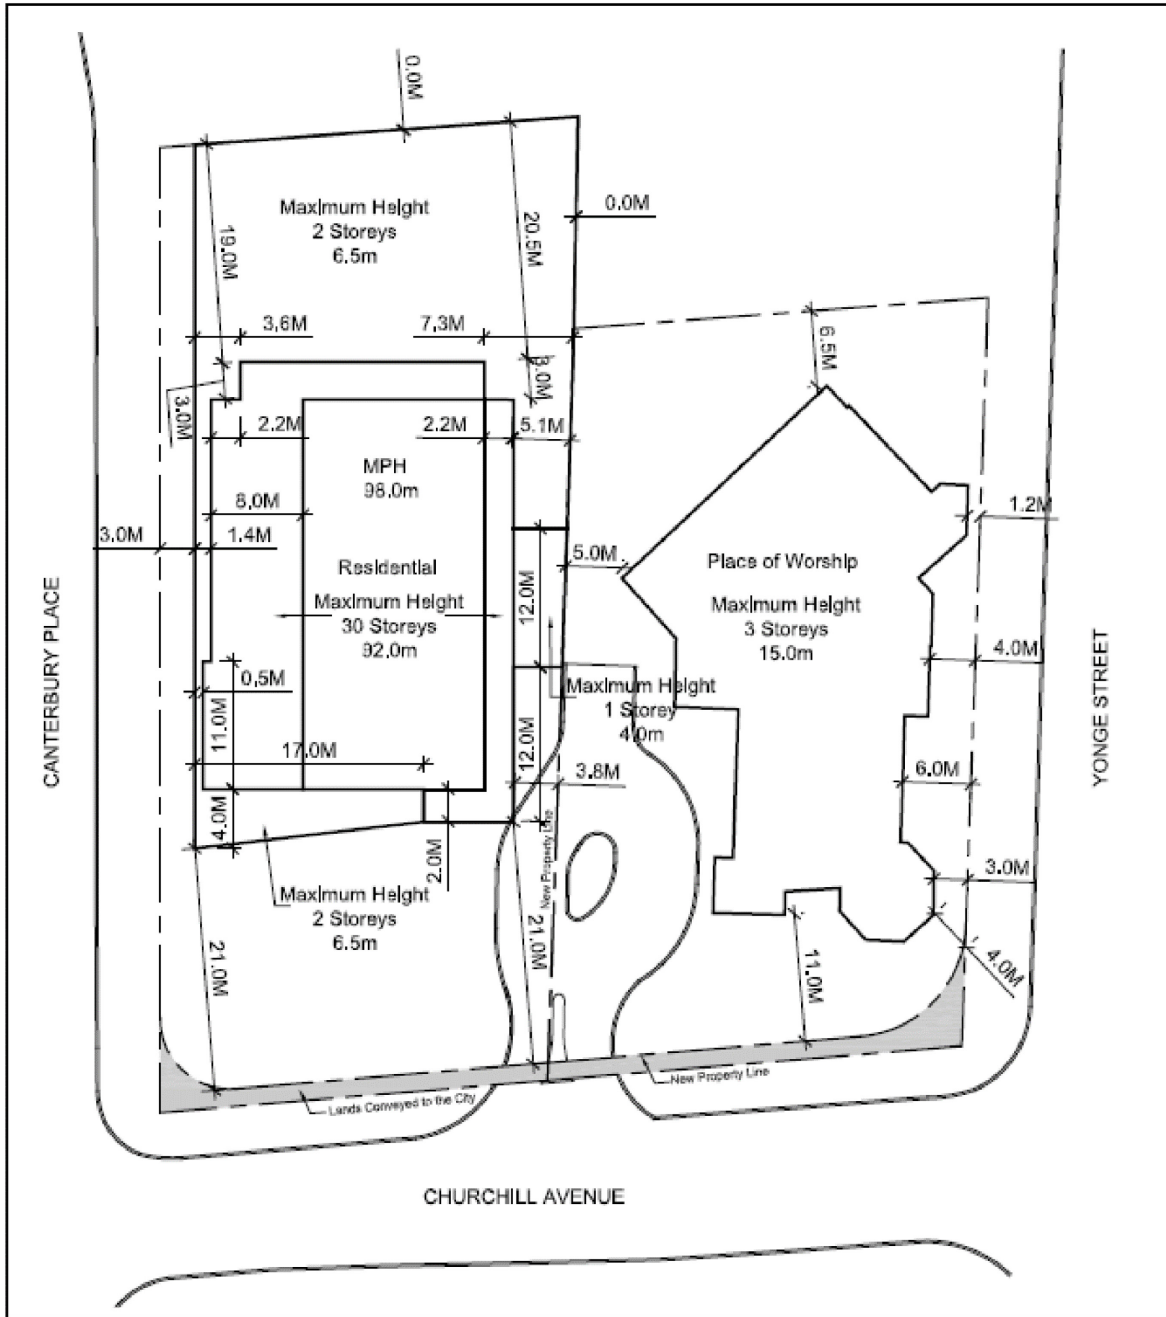 0.0M
Maximum Height
2 Storeys
6.5m
0.0M
19.0M
20.5M
3.6M
7.3M
6.5M
3.0M
3.0M
2.2M
2.2M
5.1M
MPH
98.0m
8.0M
1.2M
3.0M
1.4M
5.0M
Residential
Place of Worship
Maximum Height
30 Storeys
92.0m
12.0M
Maximum Height
3 Storeys
15.0m
CANTERBURY PLACE
YONGE STREET
4.0M
0.5M
11.0M
Maximum Height
1 Storey
4.0m
17.0M
12.0M
3.8M
6.0M
4.0M
2.0M
New Property Line
3.0M
Maximum Height
2 Storeys
6.5m
21.0M
21.0M
11.0M
4.0M
New Property Line
Lands Conveyed to the City
CHURCHILL AVENUE